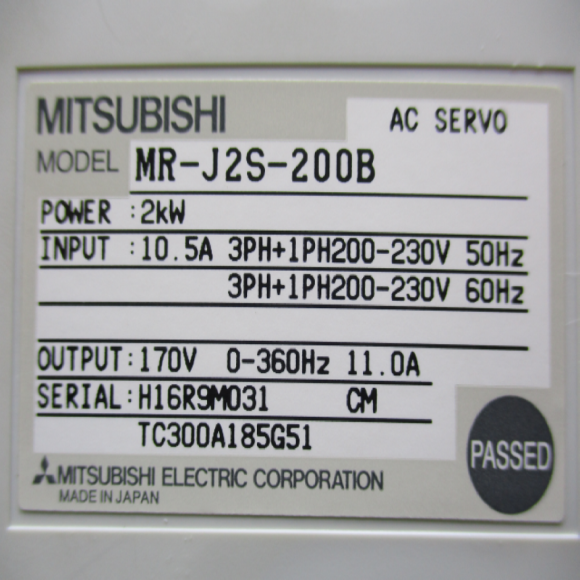 MITSUBISHI
AC SERVO
MODEL MR-J2S-200B
POWER :2kW
INPUT :10.5A 3PH+1PH200-230V 50Hz
3PH+1PH200-230V 60Hz
OUTPUT:170V 0-360Hz 11.0A
SERIAL:H16R9M031 CM
TC300A185G51
PASSED
MITSUBISHI ELECTRIC CORPORATION
MADE IN JAPAN